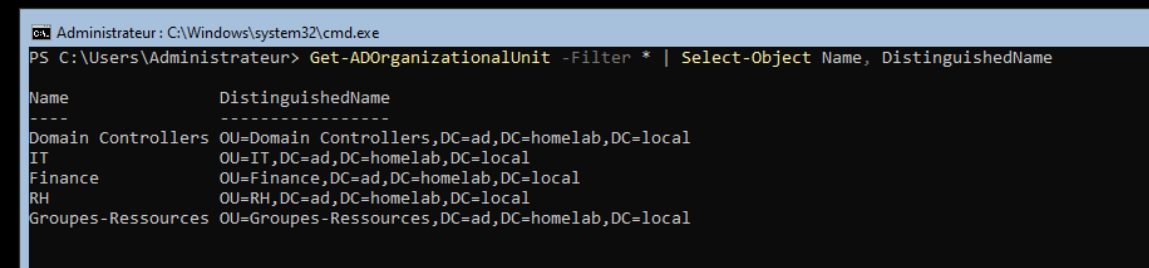 Administrateur : C:\Windows\system32\cmd.exe
PS C:\Users\Administrateur> Get-ADOrganizationalUnit -Filter * | Select-Object Name, DistinguishedName
Name DistinguishedName
---- -----------------
Domain Controllers OU=Domain Controllers,DC=ad,DC=homelab,DC=local
IT OU=IT,DC=ad,DC=homelab,DC=local
Finance OU=Finance,DC=ad,DC=homelab,DC=local
RH OU=RH,DC=ad,DC=homelab,DC=local
Groupes-Ressources OU=Groupes-Ressources,DC=ad,DC=homelab,DC=local